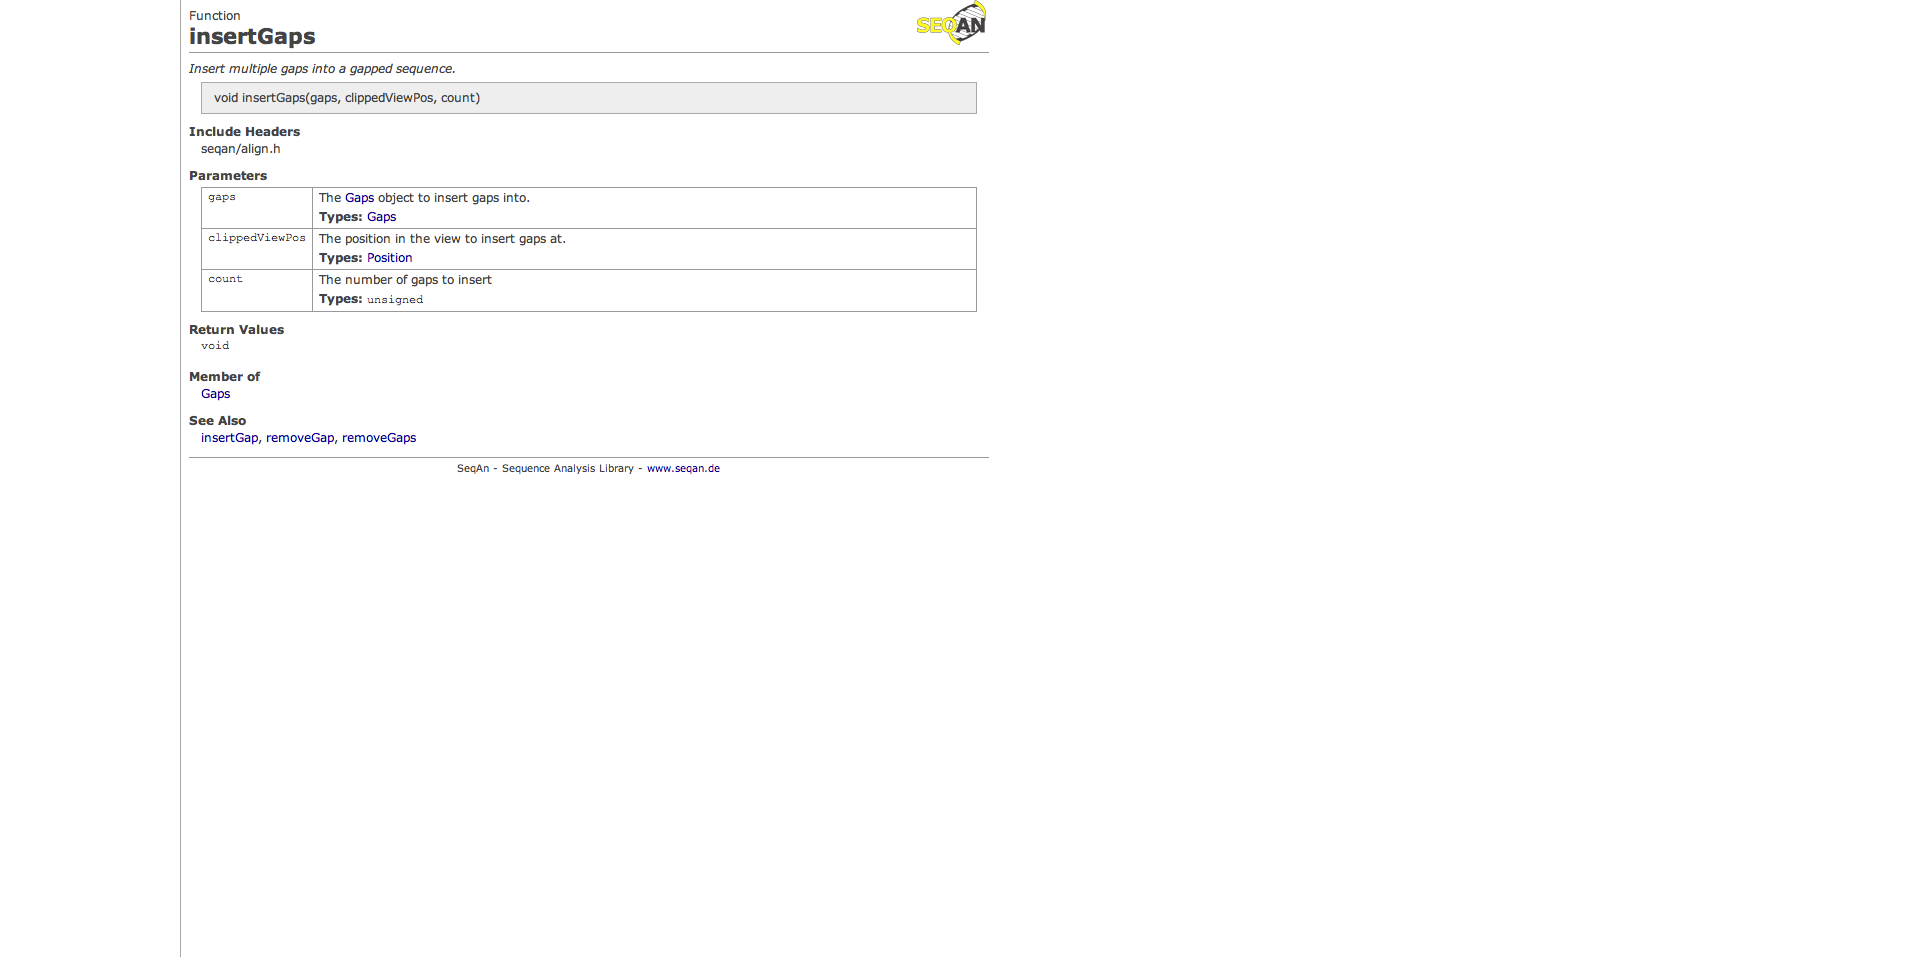 Function
SEQAN
insertGaps
Insert multiple gaps into a gapped sequence.
void insertGaps(gaps, clippedViewPos, count)
Include Headers
seqan/align.h
Parameters
gaps The Gaps object to insert gaps into.
Types: Gaps
clippedViewPos The position in the view to insert gaps at.
Types: Position
count The number of gaps to insert
Types: unsigned
Return Values
void
Member of
Gaps
See Also
insertGap, removeGap, removeGaps
SeqAn - Sequence Analysis Library - www.seqan.de